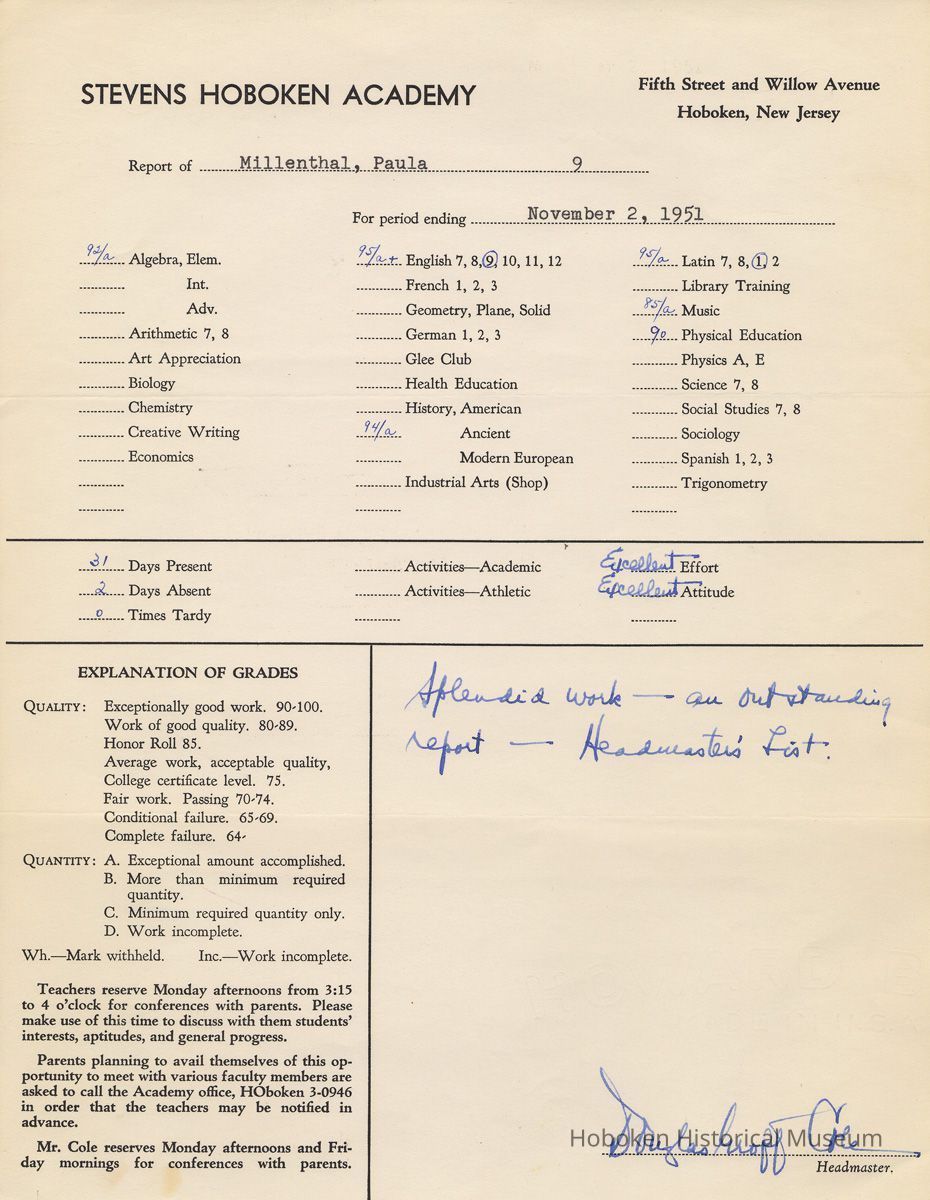 STEVENS HOBOKEN ACADEMY
Fifth Street and Willow Avenue
Hoboken, New Jersey
Report of Millenthal, Paula 9
For period ending November 2, 1951
92/a Algebra, Elem.
Int.
Adv.
Arithmetic 7, 8
Art Appreciation
Biology
Chemistry
Creative Writing
Economics
95/a+ English 7, 8, 9, 10, 11, 12
French 1, 2, 3
Geometry, Plane, Solid
German 1, 2, 3
Glee Club
Health Education
History, American
94/a Ancient
Modern European
Industrial Arts (Shop)
95/a Latin 7, 8, 1, 2
Library Training
85/a Music
90 Physical Education
Physics A, E
Science 7, 8
Social Studies 7, 8
Sociology
Spanish 1, 2, 3
Trigonometry
31 Days Present
2 Days Absent
0 Times Tardy
Activities—Academic
Activities—Athletic
Excellent Effort
Excellent Attitude
EXPLANATION OF GRADES
QUALITY: Exceptionally good work. 90-100.
Work of good quality. 80-89.
Honor Roll 85.
Average work, acceptable quality,
College certificate level. 75.
Fair work. Passing 70-74.
Conditional failure. 65-69.
Complete failure. 64-
QUANTITY: A. Exceptional amount accomplished.
B. More than minimum required
quantity.
C. Minimum required quantity only.
D. Work incomplete.
Wh.—Mark withheld. Inc.—Work incomplete.
Teachers reserve Monday afternoons from 3:15
to 4 o'clock for conferences with parents. Please
make use of this time to discuss with them students'
interests, aptitudes, and general progress.
Parents planning to avail themselves of this op-
portunity to meet with various faculty members are
asked to call the Academy office, HOboken 3-0946
in order that the teachers may be notified in
advance.
Mr. Cole reserves Monday afternoons and Fri-
day mornings for conferences with parents.
Splendid work — an outstanding
report — Headmaster's List.
Douglas Cole
Hoboken Historical Museum
Headmaster.